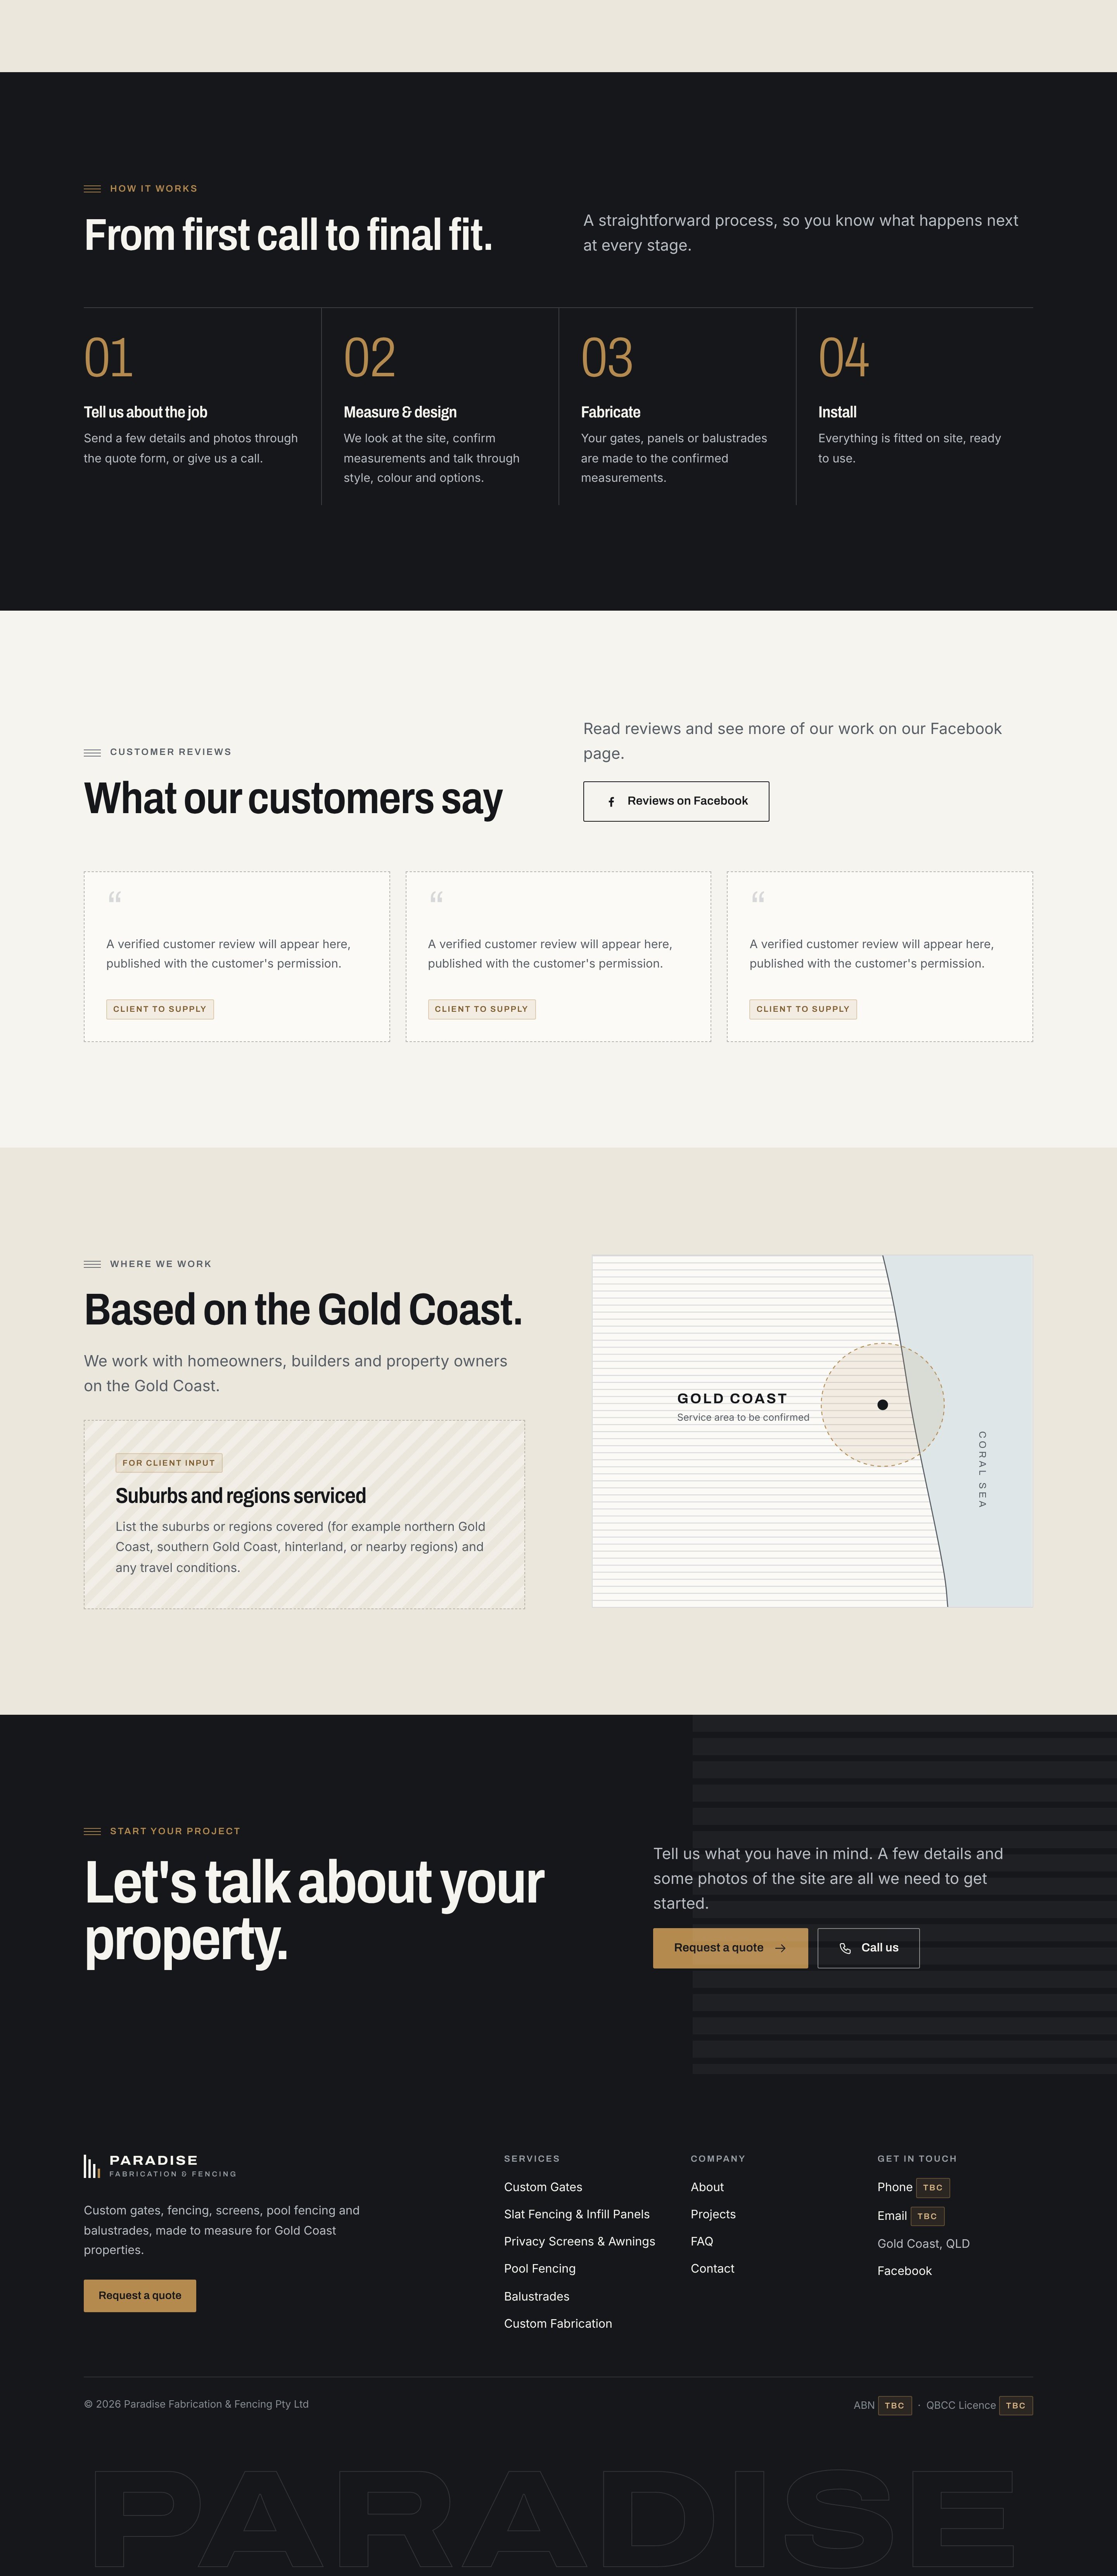 HOW IT WORKS
From first call to final fit.
A straightforward process, so you know what happens next
at every stage.
01
Tell us about the job
Send a few details and photos through
the quote form, or give us a call.
02
Measure & design
We look at the site, confirm
measurements and talk through
style, colour and options.
03
Fabricate
Your gates, panels or balustrades
are made to the confirmed
measurements.
04
Install
Everything is fitted on site, ready
to use.
CUSTOMER REVIEWS
What our customers say
Read reviews and see more of our work on our Facebook
page.
Reviews on Facebook
“
A verified customer review will appear here,
published with the customer's permission.
CLIENT TO SUPPLY
“
A verified customer review will appear here,
published with the customer's permission.
CLIENT TO SUPPLY
“
A verified customer review will appear here,
published with the customer's permission.
CLIENT TO SUPPLY
WHERE WE WORK
Based on the Gold Coast.
We work with homeowners, builders and property owners
on the Gold Coast.
FOR CLIENT INPUT
Suburbs and regions serviced
List the suburbs or regions covered (for example northern Gold
Coast, southern Gold Coast, hinterland, or nearby regions) and
any travel conditions.
GOLD COAST
Service area to be confirmed
CORAL SEA
START YOUR PROJECT
Let's talk about your
property.
Tell us what you have in mind. A few details and
some photos of the site are all we need to get
started.
Request a quote →
Call us
PARADISE
FABRICATION & FENCING
Custom gates, fencing, screens, pool fencing and
balustrades, made to measure for Gold Coast
properties.
Request a quote
SERVICES
Custom Gates
Slat Fencing & Infill Panels
Privacy Screens & Awnings
Pool Fencing
Balustrades
Custom Fabrication
COMPANY
About
Projects
FAQ
Contact
GET IN TOUCH
Phone TBC
Email TBC
Gold Coast, QLD
Facebook
© 2026 Paradise Fabrication & Fencing Pty Ltd
ABN TBC · QBCC Licence TBC
PARADISE